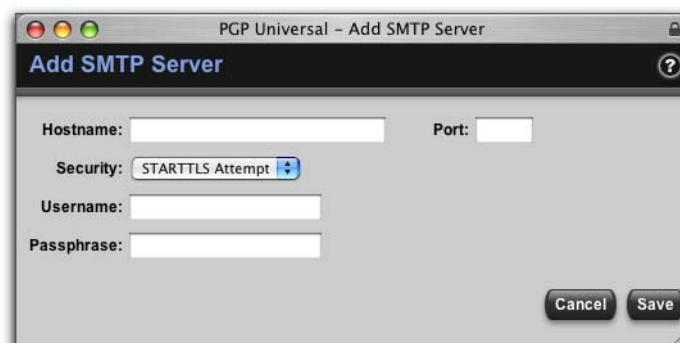 PGP Universal – Add SMTP Server
Add SMTP Server
?
Hostname:
Port:
Security: STARTTLS Attempt
Username:
Passphrase:
Cancel Save